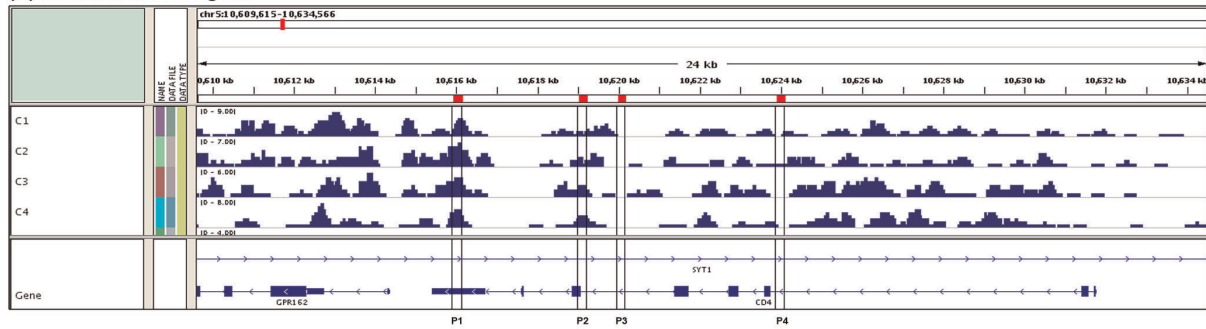 chr5:10,609,615-10,634,566
24 kb
0,610 kb 10,612 kb 10,614 kb 10,616 kb 10,618 kb 10,620 kb 10,622 kb 10,624 kb 10,626 kb 10,628 kb 10,630 kb 10,632 kb 10,634 kb
NAME
DATA FILE
DATA TYPE
C1
[0 - 9.00]
C2
[0 - 7.00]
C3
[0 - 6.00]
C4
[0 - 8.00]
[0 - 4.00]
SYT1
Gene
GPR162
CD4
P1 P2 P3 P4